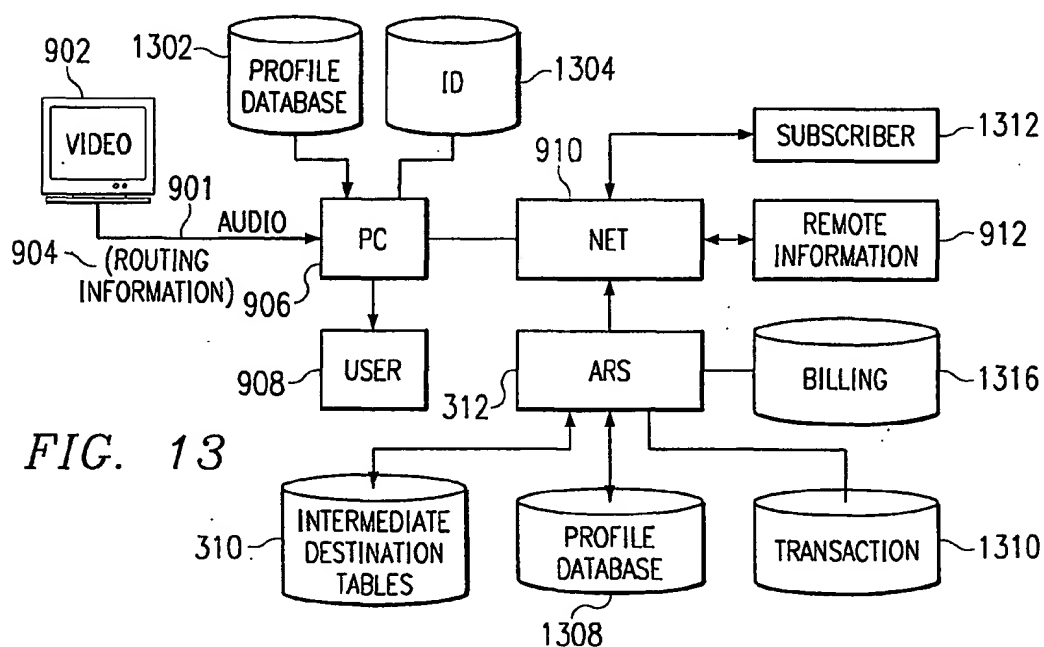 1302
902
PROFILE
DATABASE
ID
1304
VIDEO
910
SUBSCRIBER
1312
901
AUDIO
PC
NET
REMOTE
INFORMATION
912
904
(ROUTING
INFORMATION)
906
USER
908
ARS
312
BILLING
1316
FIG. 13
310
INTERMEDIATE
DESTINATION
TABLES
PROFILE
DATABASE
TRANSACTION
1310
1308